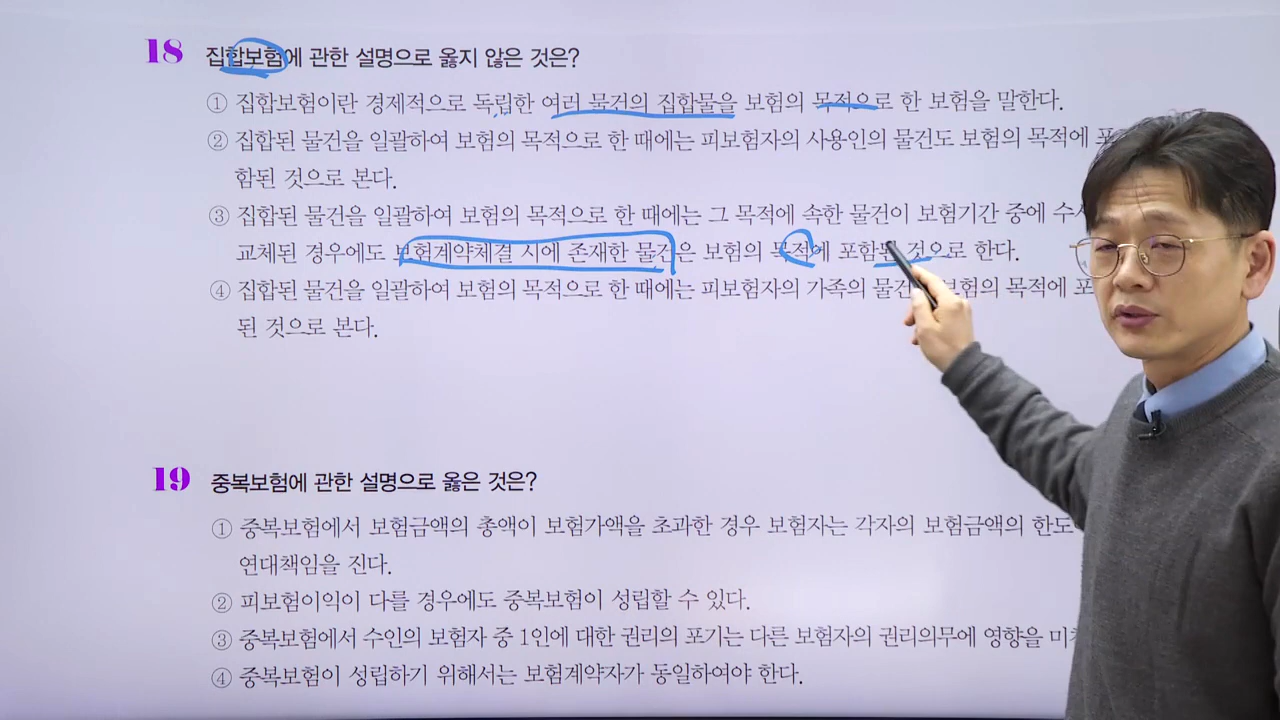 18 집합보험에 관한 설명으로 옳지 않은 것은?
① 집합보험이란 경제적으로 독립한 여러 물건의 집합물을 보험의 목적으로 한 보험을 말한다.
② 집합된 물건을 일괄하여 보험의 목적으로 한 때에는 피보험자의 사용인의 물건도 보험의 목적에
함된 것으로 본다.
③ 집합된 물건을 일괄하여 보험의 목적으로 한 때에는 그 목적에 속한 물건이 보험기간 중에
교체된 경우에도 보험계약체결 시에 존재한 물건은 보험의 목적에 포함된 것으로 한다.
④ 집합된 물건을 일괄하여 보험의 목적으로 한 때에는 피보험자의 가족의 보험의 목적에
된 것으로 본다.
19 중복보험에 관한 설명으로 옳은 것은?
① 중복보험에서 보험금액의 총액이 보험가액을 초과한 경우 보험자는 각자의 보험금액의
연대책임을 진다.
② 피보험이익이 다를 경우에도 중복보험이 성립할 수 있다.
③ 중복보험에서 수인의 보험자 중 1인에 대한 권리의 포기는 다른 보험자의 권리의무에 영향을
④ 중복보험이 성립하기 위해서는 보험계약자가 동일하여야 한다.